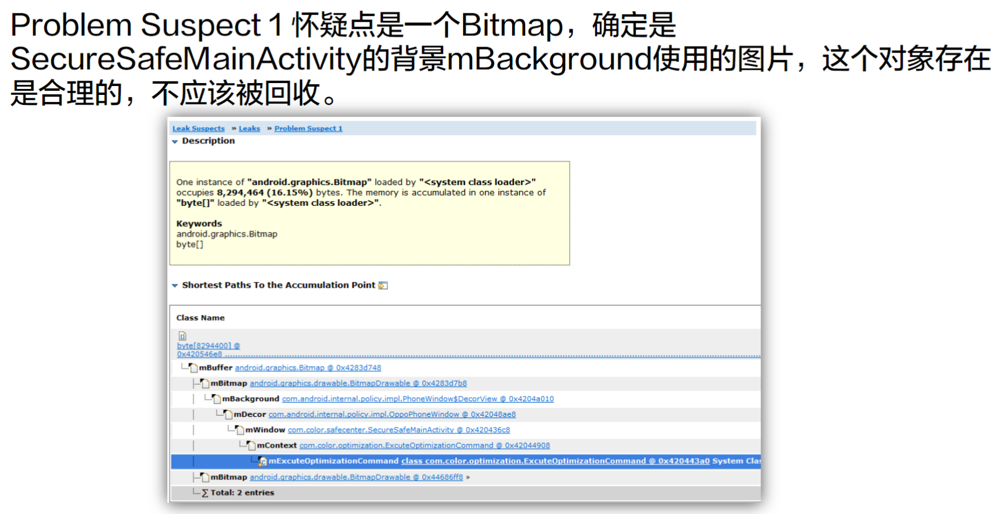 Problem Suspect 1 怀疑点是一个Bitmap，确定是
SecureSafeMainActivity的背景mBackground使用的图片，这个对象存在
是合理的，不应该被回收。
Leak Suspects » Leaks » Problem Suspect 1
Description
One instance of "android.graphics.Bitmap" loaded by "<system class loader>"
occupies 8,294,464 (16.15%) bytes. The memory is accumulated in one instance of
"byte[]" loaded by "<system class loader>".
Keywords
android.graphics.Bitmap
byte[]
Shortest Paths To the Accumulation Point
Class Name
byte[8294400] @
0x420546e8
mBuffer android.graphics.Bitmap @ 0x4283d748
mBitmap android.graphics.drawable.BitmapDrawable @ 0x4283d7b8
mBackground com.android.internal.policy.impl.PhoneWindow$DecorView @ 0x4204a010
mDecor com.android.internal.policy.impl.OppoPhoneWindow @ 0x42048ae8
mWindow com.color.safecenter.SecureSafeMainActivity @ 0x420436c8
mContext com.color.optimization.ExcuteOptimizationCommand @ 0x42044908
mExcuteOptimizationCommand class com.color.optimization.ExcuteOptimizationCommand @ 0x420443a0 System Clas
mBitmap android.graphics.drawable.BitmapDrawable @ 0x44686ff8 »
∑ Total: 2 entries